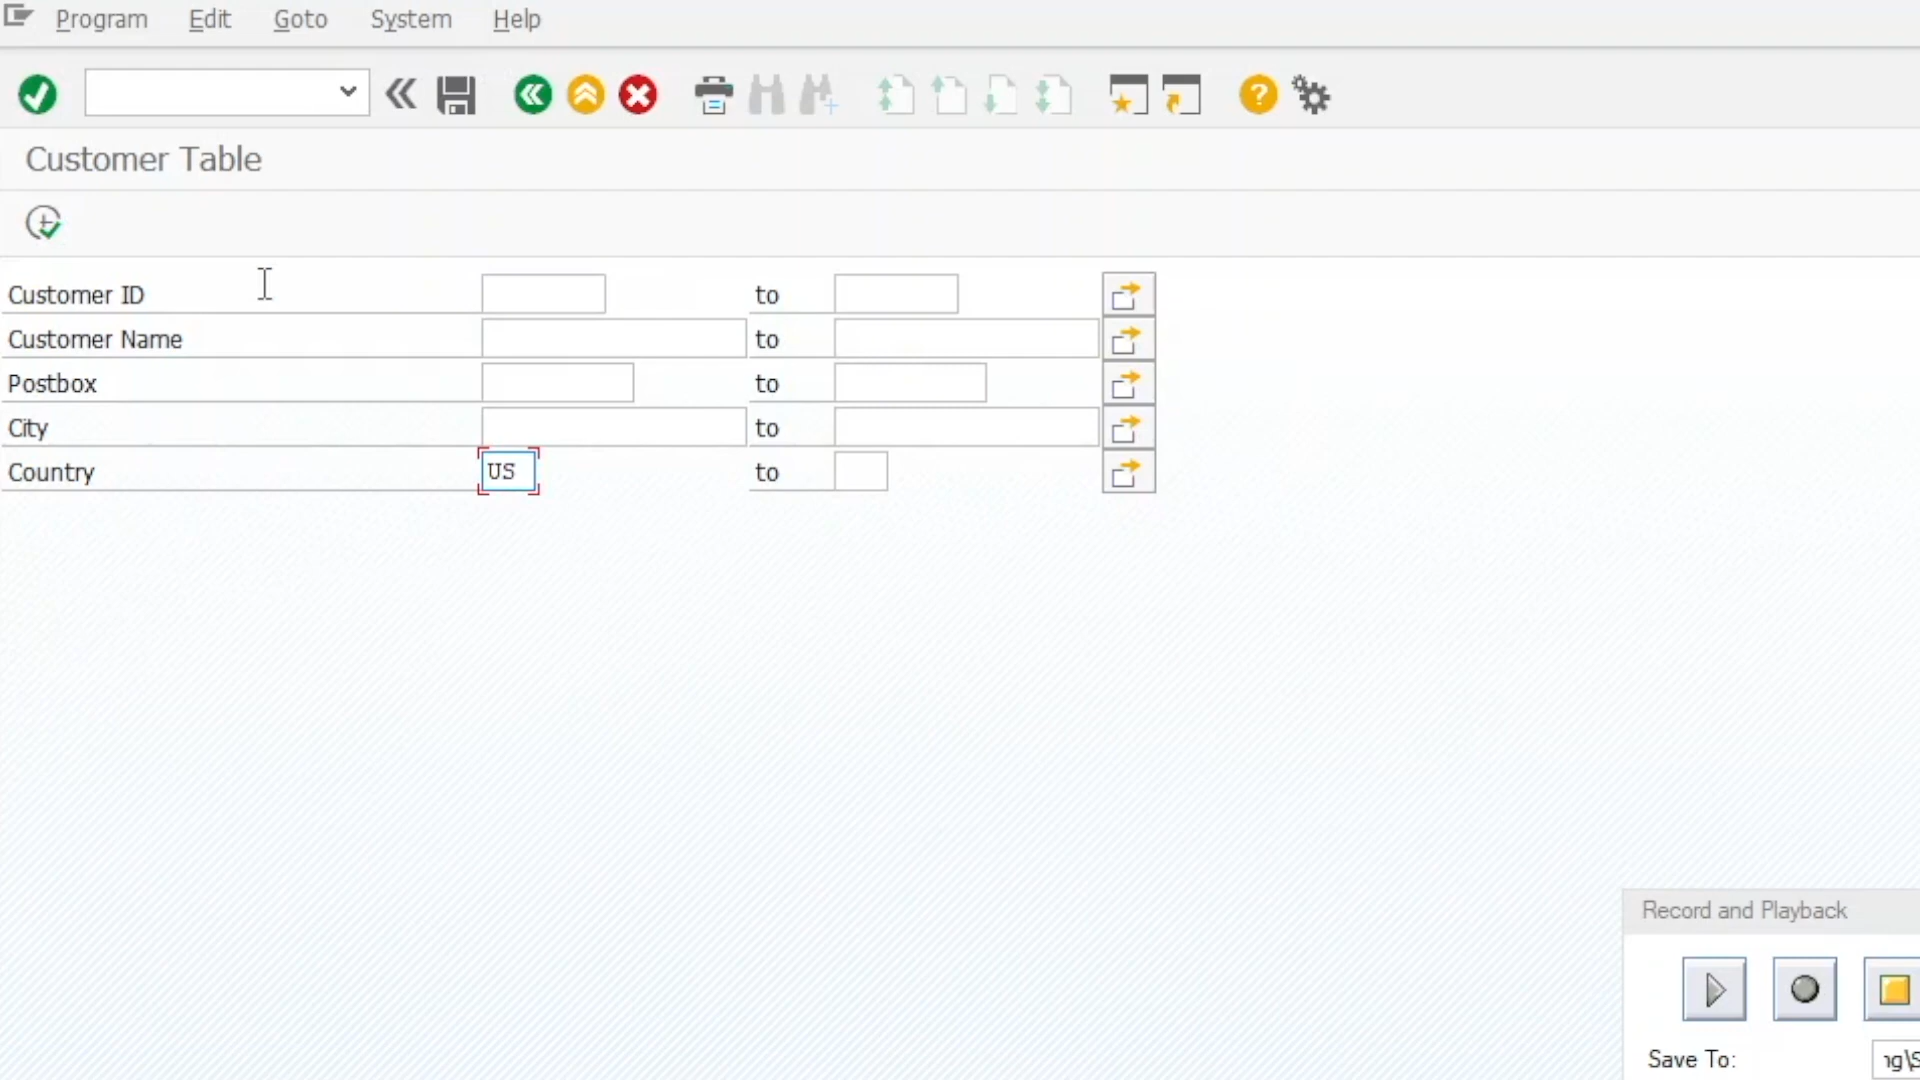 Program Edit Goto System Help
Customer Table
Customer ID to
Customer Name to
Postbox to
City to
Country US to
Record and Playback
Save To: